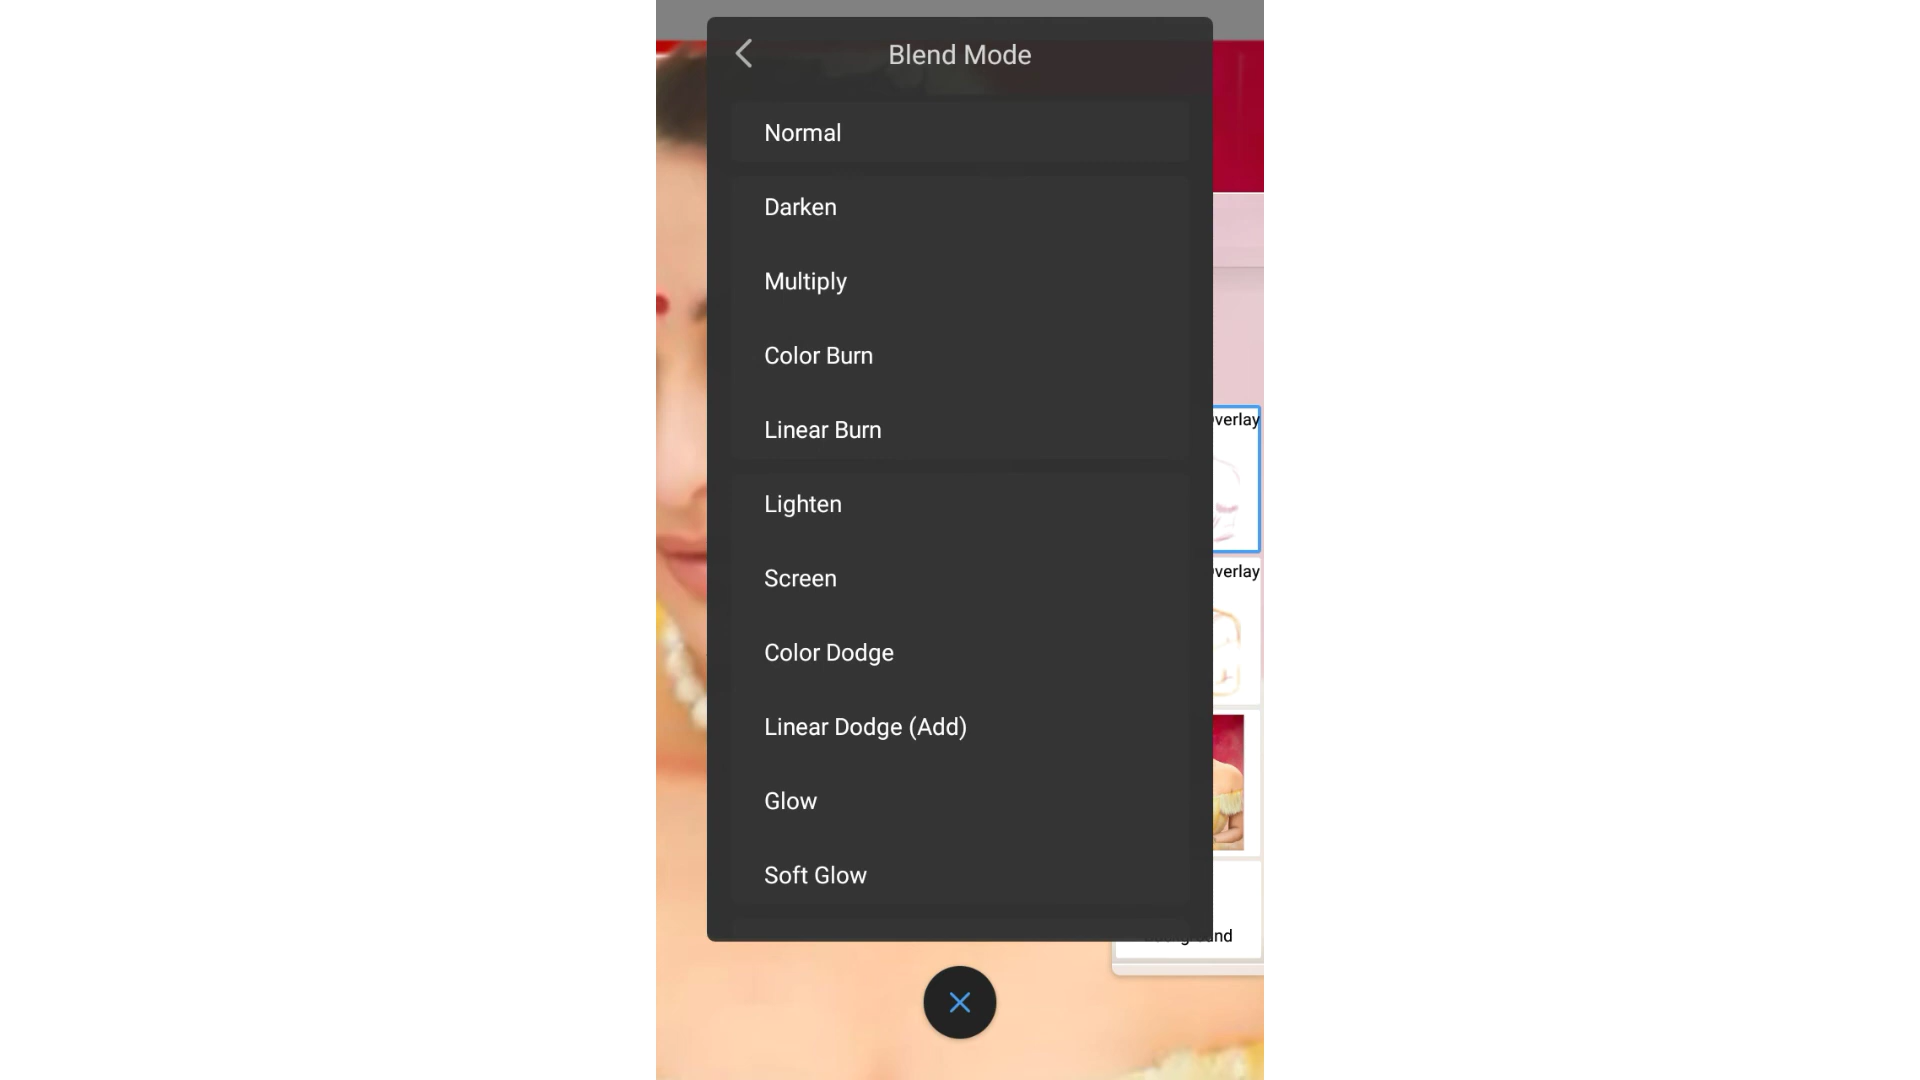 Blend Mode
Normal
Darken
Multiply
Color Burn
Linear Burn
verlay
Lighten
Screen
verlay
Color Dodge
Linear Dodge (Add)
Glow
Soft Glow